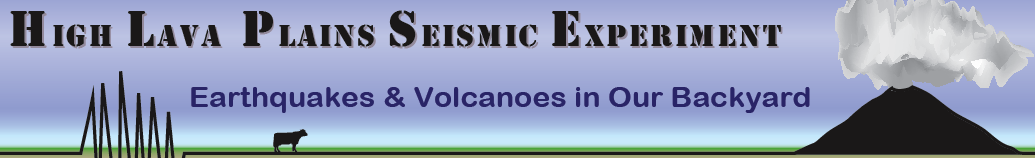 High Lava Plains Seismic Experiment
Earthquakes & Volcanoes in Our Backyard